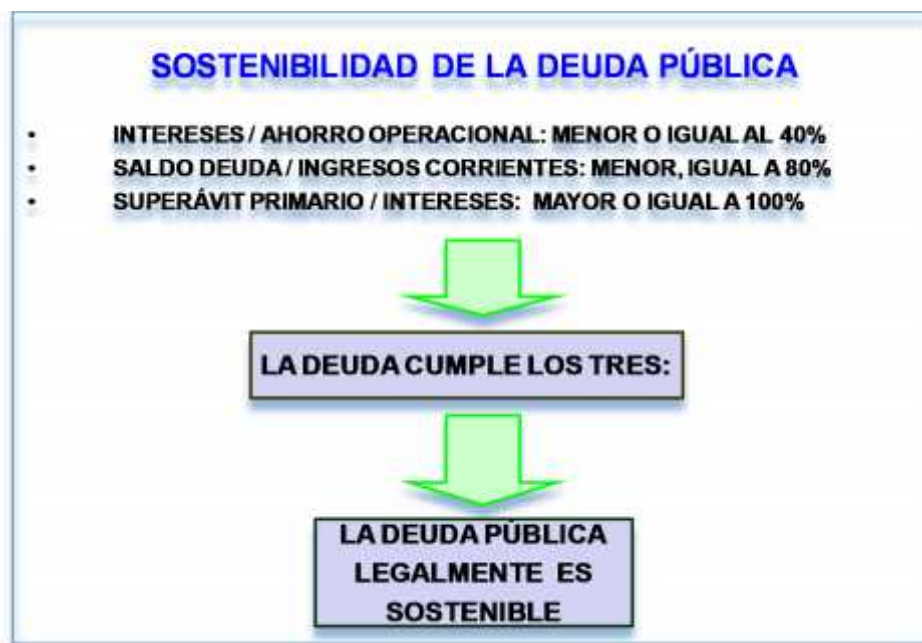 SOSTENIBILIDAD DE LA DEUDA PÚBLICA
• INTERESES / AHORRO OPERACIONAL: MENOR O IGUAL AL 40%
• SALDO DEUDA / INGRESOS CORRIENTES: MENOR, IGUAL A 80%
• SUPERÁVIT PRIMARIO / INTERESES: MAYOR O IGUAL A 100%
LA DEUDA CUMPLE LOS TRES:
LA DEUDA PÚBLICA
LEGALMENTE ES
SOSTENIBLE